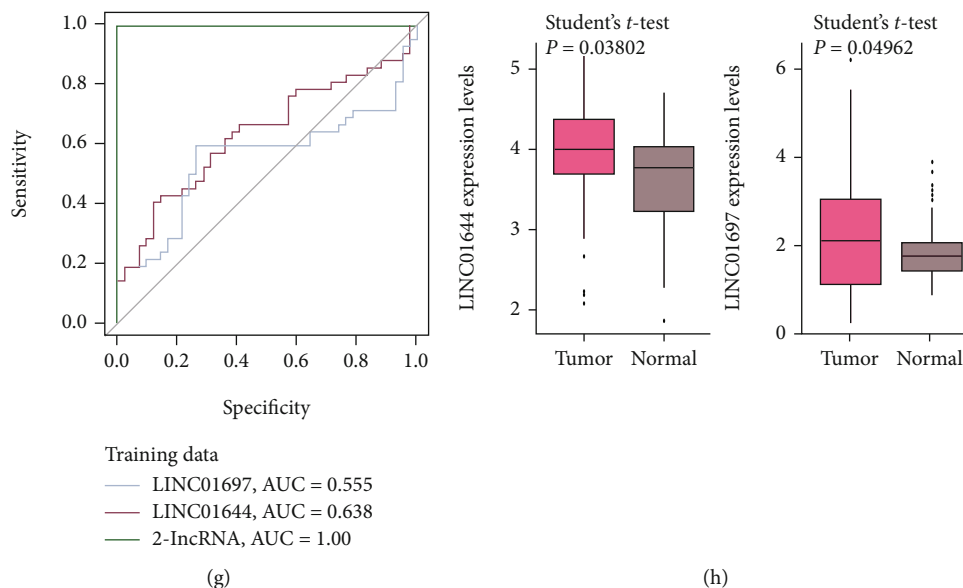 1.0
0.8
0.6
0.4
0.2
0.0
Sensitivity
0.0 0.2 0.4 0.6 0.8 1.0
Specificity
Training data
LINC01697, AUC = 0.555
LINC01644, AUC = 0.638
2-IncRNA, AUC = 1.00
(g)
Student's t-test
P = 0.03802
5
4
3
2
LINC01644 expression levels
Tumor Normal
Student's t-test
P = 0.04962
6
4
2
0
LINC01697 expression levels
Tumor Normal
(h)